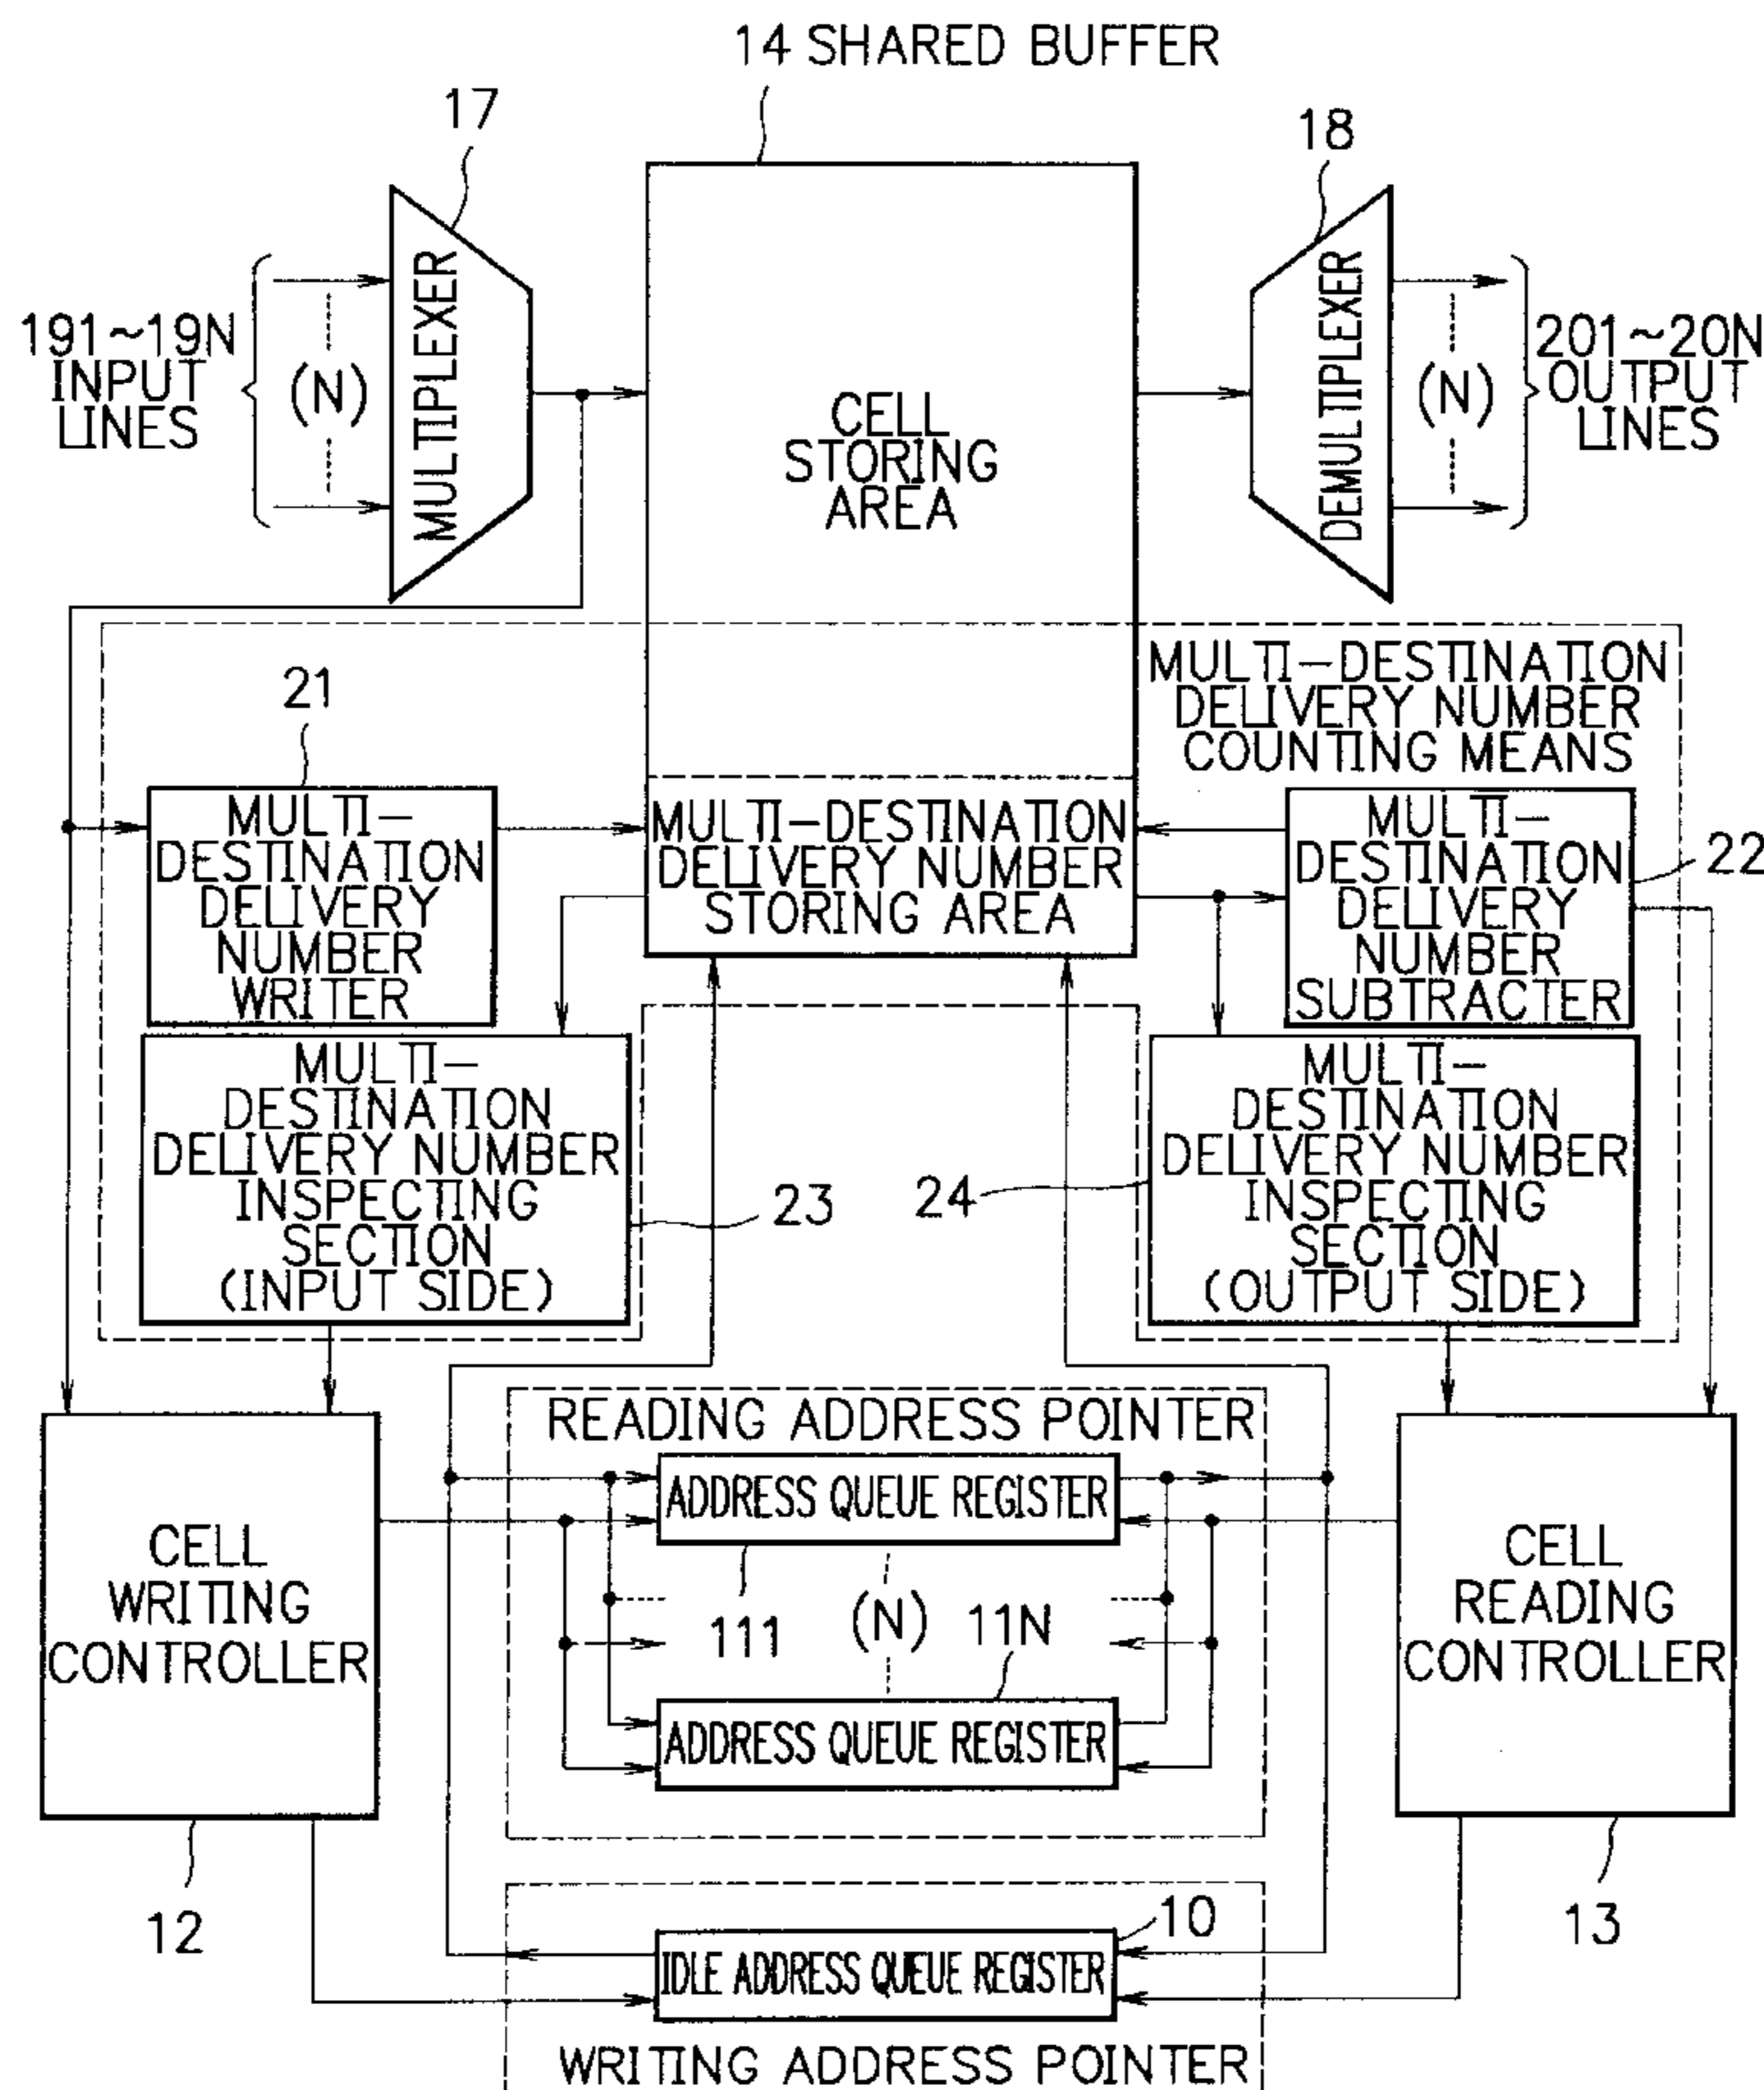 14 SHARED BUFFER
17
18
191~19N
INPUT
LINES
(N)
MULTIPLEXER
CELL
STORING
AREA
DEMULTIPLEXER
(N)
201~20N
OUTPUT
LINES
MULTI-DESTINATION
DELIVERY NUMBER
COUNTING MEANS
21
MULTI-
DESTINATION
DELIVERY
NUMBER
WRITER
MULTI-DESTINATION
DELIVERY NUMBER
STORING AREA
MULTI-
DESTINATION
DELIVERY
NUMBER
SUBTRACTER
22
MULTI-
DESTINATION
DELIVERY NUMBER
INSPECTING
SECTION
(INPUT SIDE)
23
24
MULTI-
DESTINATION
DELIVERY NUMBER
INSPECTING
SECTION
(OUTPUT SIDE)
READING ADDRESS POINTER
ADDRESS QUEUE REGISTER
111
(N)
11N
ADDRESS QUEUE REGISTER
CELL
WRITING
CONTROLLER
12
CELL
READING
CONTROLLER
13
10
IDLE ADDRESS QUEUE REGISTER
WRITING ADDRESS POINTER